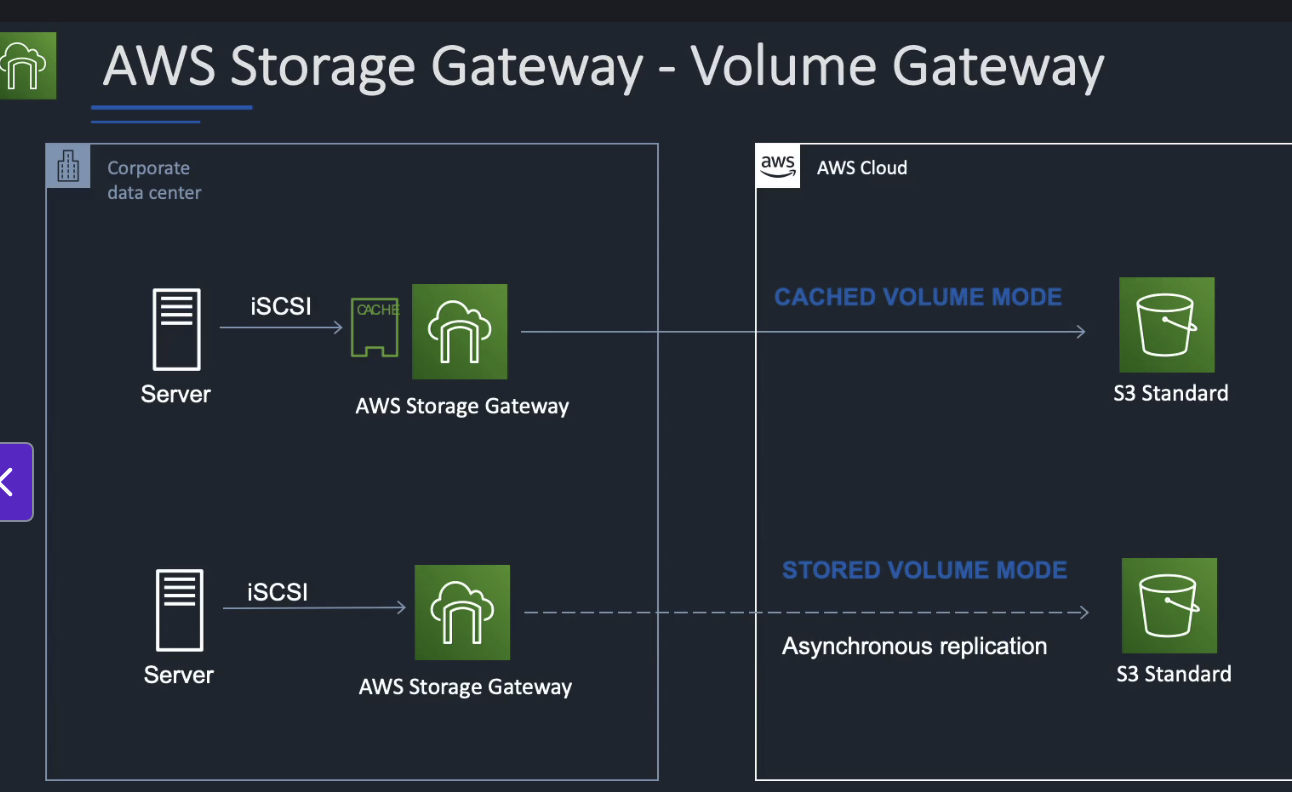 AWS Storage Gateway - Volume Gateway
Corporate
data center
aws
AWS Cloud
iSCSI
CACHE
CACHED VOLUME MODE
Server
AWS Storage Gateway
S3 Standard
iSCSI
STORED VOLUME MODE
Asynchronous replication
Server
AWS Storage Gateway
S3 Standard